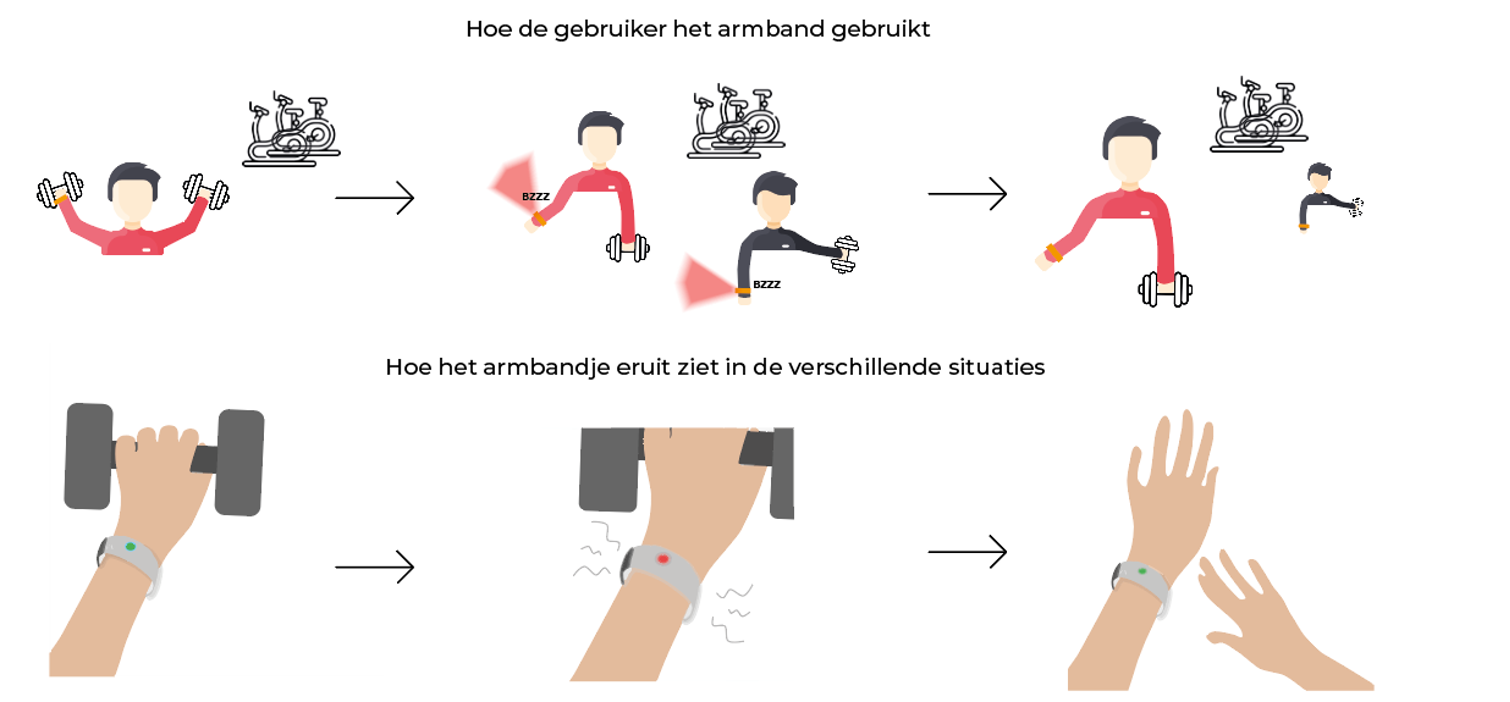 Hoe de gebruiker het armband gebruikt
BZZZ
BZZZ
Hoe het armbandje eruit ziet in de verschillende situaties